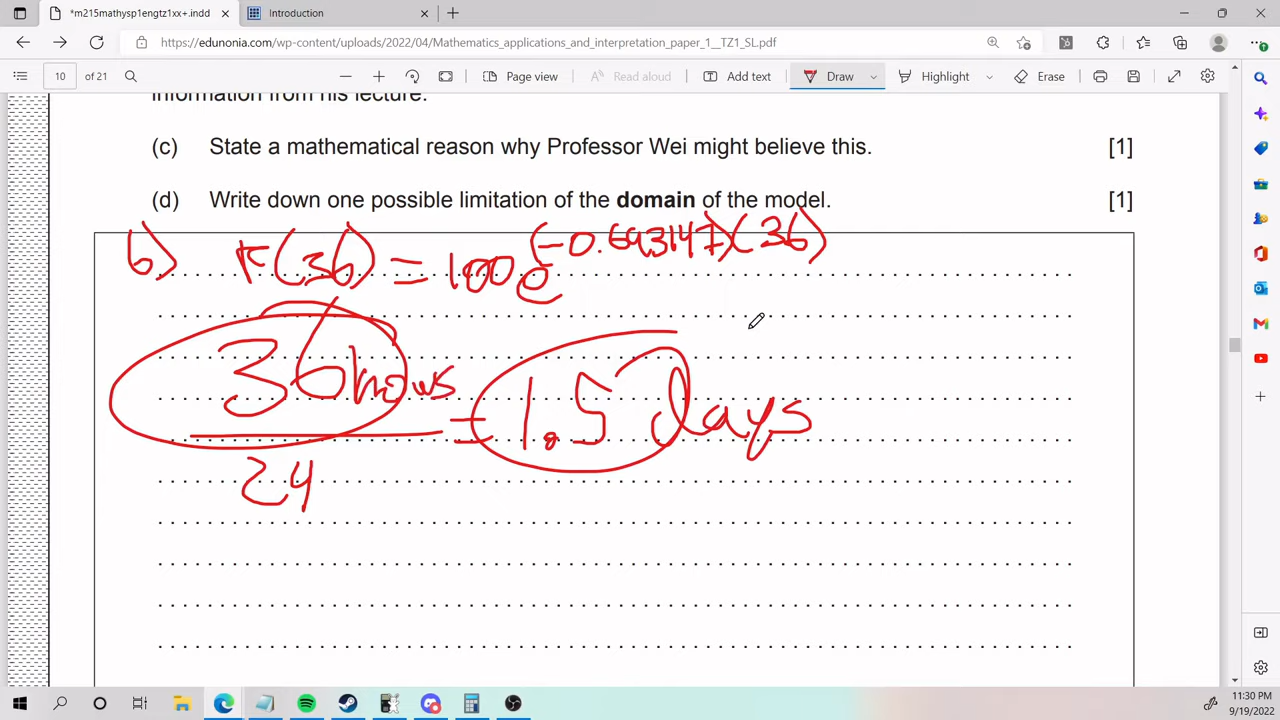 *m215mathysp1engtz1xx+.indd
Introduction
https://edunonia.com/wp-content/uploads/2022/04/Mathematics_applications_and_interpretation_paper_1__TZ1_SL.pdf
10 of 21
Page view
Read aloud
Add text
Draw
Highlight
Erase
information from his lecture.
(c) State a mathematical reason why Professor Wei might believe this. [1]
(d) Write down one possible limitation of the domain of the model. [1]
b) R(36) = 100e^(-0.693147)(36)
36 hours = 1.5 days
24
11:30 PM
9/19/2022